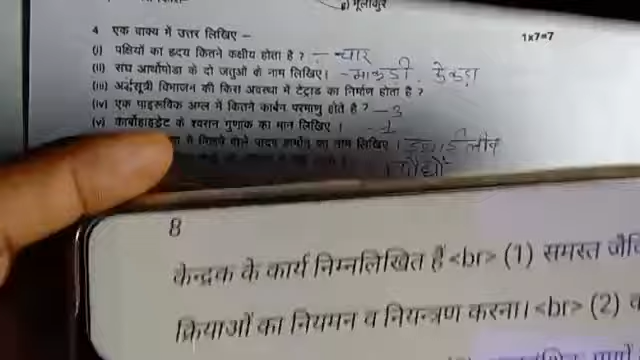 4 एक वाक्य में उत्तर लिखिए – 1x7=7
(i) पक्षियों का हृदय कितने कक्षीय होता है ? – चार
(ii) संघ आर्थोपोडा के दो जंतुओं के नाम लिखिए। – मकड़ी, केकड़ा
(iii) अर्द्धसूत्री विभाजन की किस अवस्था में टेट्राड का निर्माण होता है ?
(iv) एक पाइरूविक अम्ल में कितने कार्बन परमाणु होते है ? – 3
(v) कार्बोहाइड्रेट के श्वसन गुणांक का मान लिखिए । – 1
मिलने वाले पादप हार्मोन का नाम लिखिए ।
8
केन्द्रक के कार्य निम्नलिखित हैं<br> (1) समस्त
क्रियाओं का नियमन व नियन्त्रण करना।<br> (2)